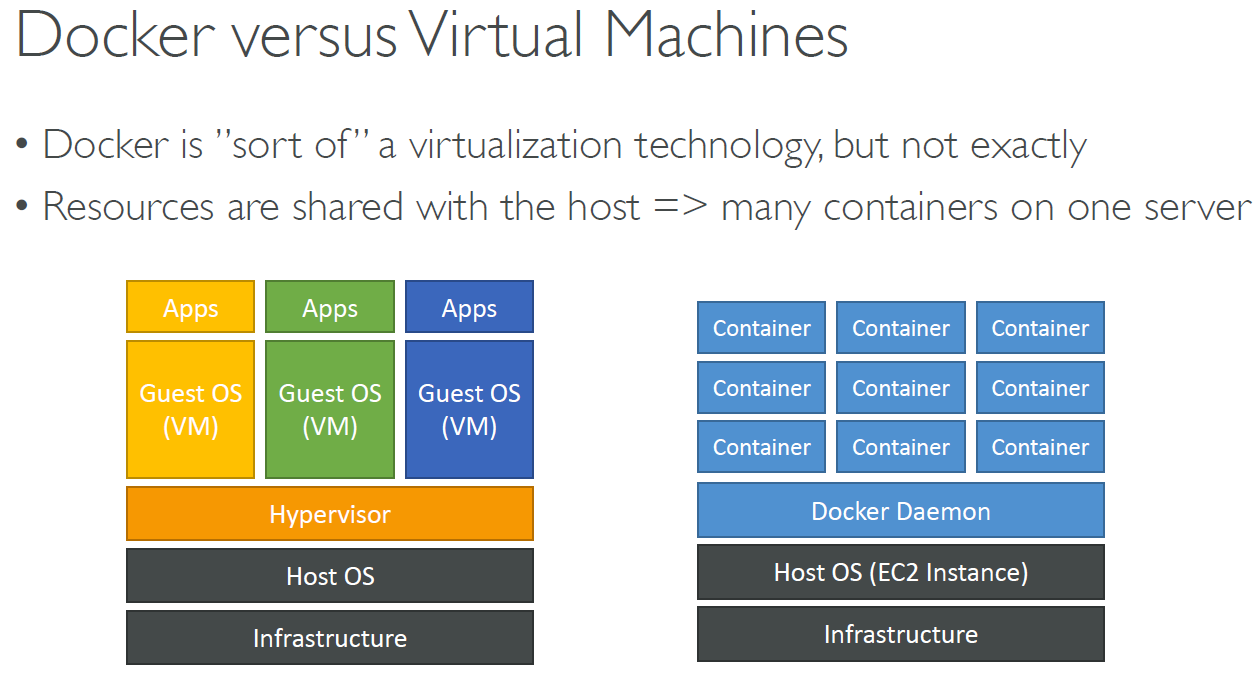 Docker versus Virtual Machines
• Docker is ”sort of” a virtualization technology, but not exactly
• Resources are shared with the host => many containers on one server
Apps Apps Apps
Guest OS Guest OS Guest OS
(VM) (VM) (VM)
Hypervisor
Host OS
Infrastructure
Container Container Container
Container Container Container
Container Container Container
Docker Daemon
Host OS (EC2 Instance)
Infrastructure